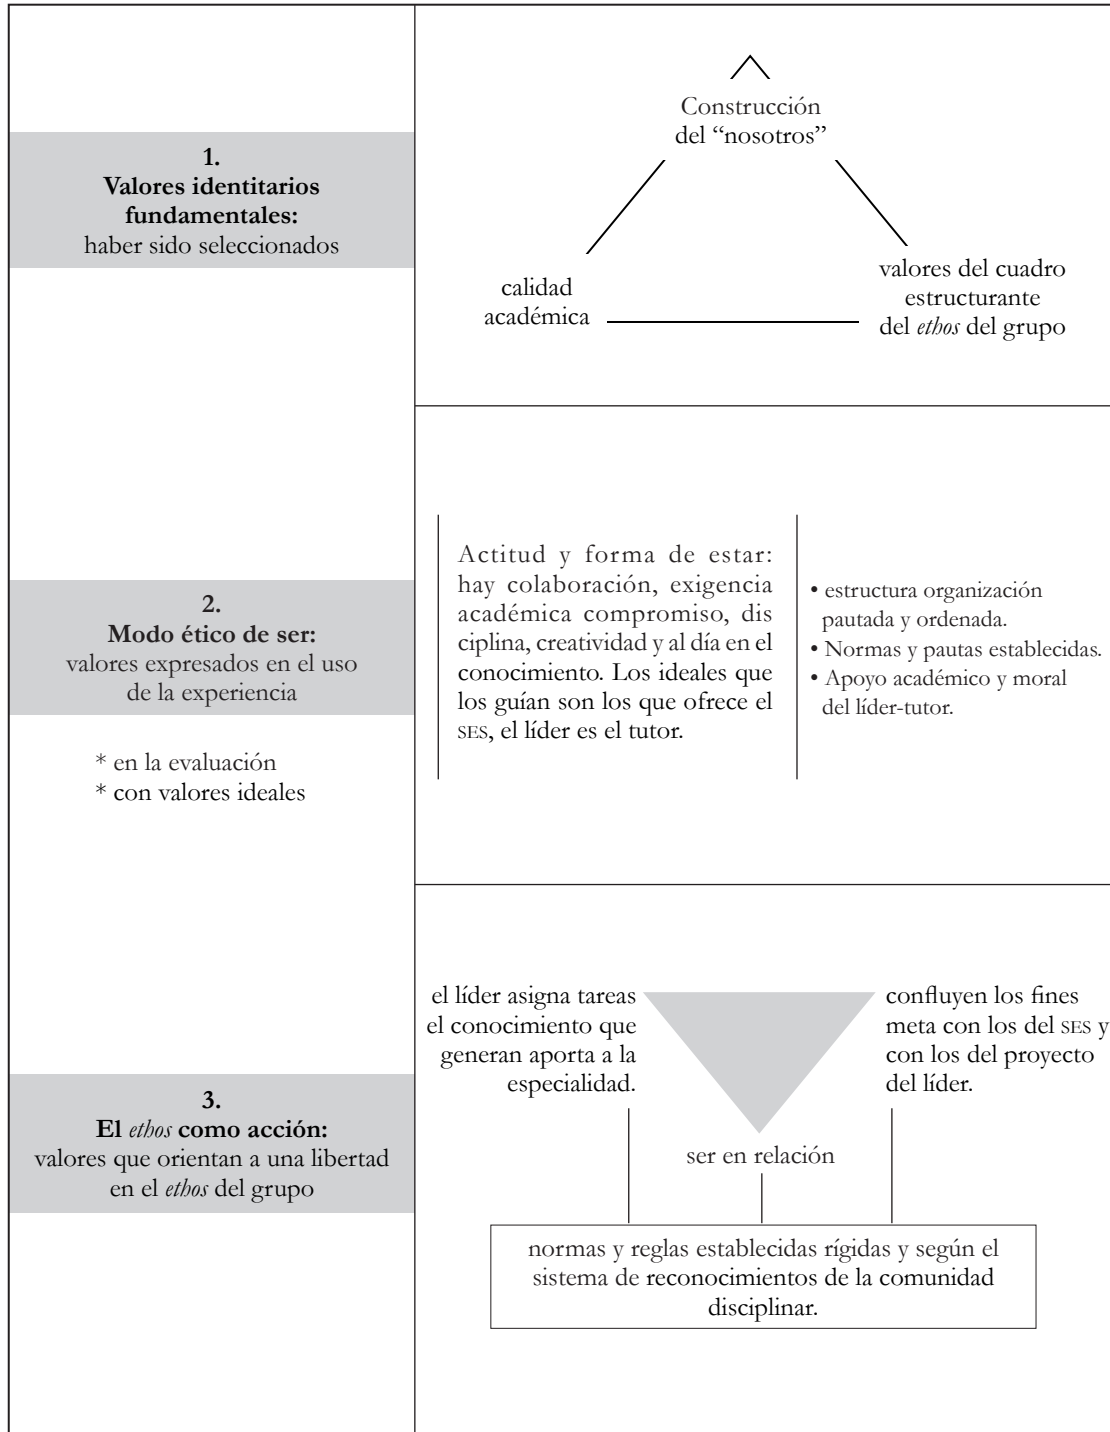 Construcción
del “nosotros”
1.
Valores identitarios
fundamentales:
haber sido seleccionados
calidad
académica
valores del cuadro
estructurante
del ethos del grupo
2.
Modo ético de ser:
valores expresados en el uso
de la experiencia
* en la evaluación
* con valores ideales
Actitud y forma de estar:
hay colaboración, exigencia
académica compromiso, dis
ciplina, creatividad y al día en el
conocimiento. Los ideales que
los guían son los que ofrece el
SES, el líder es el tutor.
• estructura organización
pautada y ordenada.
• Normas y pautas establecidas.
• Apoyo académico y moral
del líder-tutor.
3.
El ethos como acción:
valores que orientan a una libertad
en el ethos del grupo
el líder asigna tareas
el conocimiento que
generan aporta a la
especialidad.
confluyen los fines
meta con los del SES y
con los del proyecto
del líder.
ser en relación
normas y reglas establecidas rígidas y según el
sistema de reconocimientos de la comunidad
disciplinar.